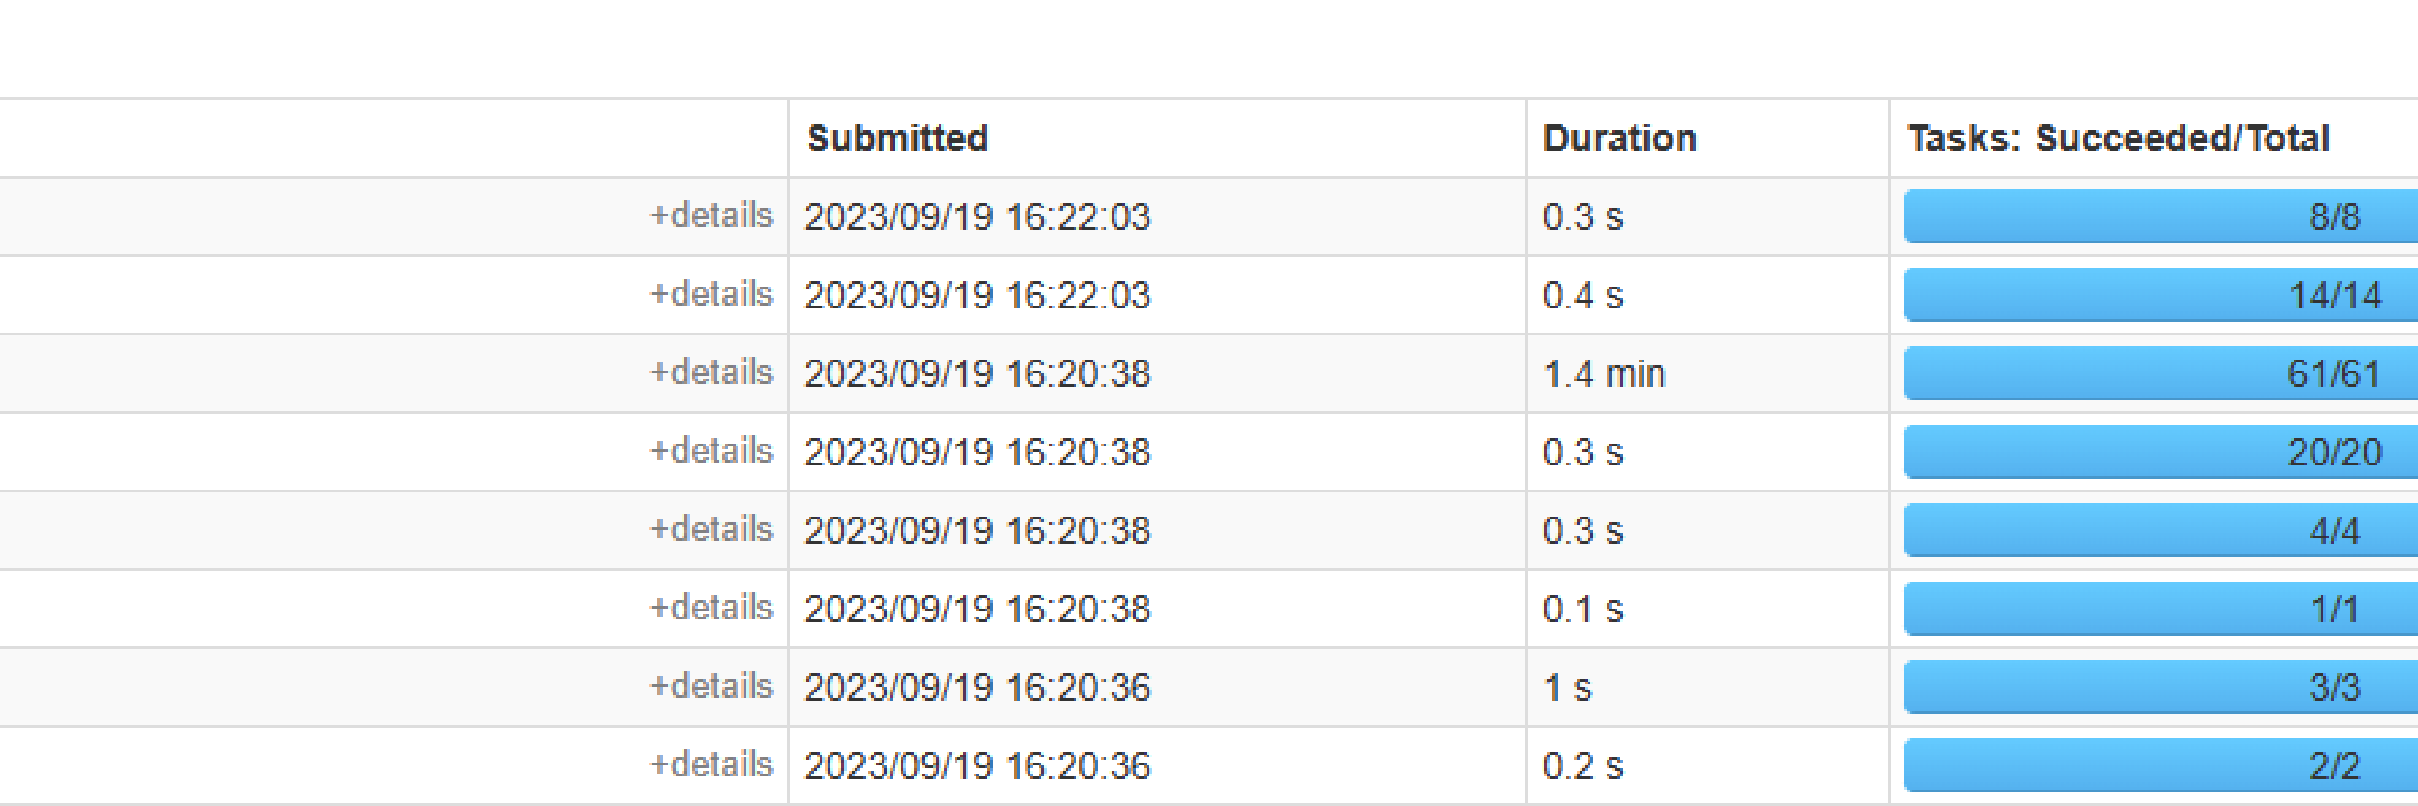 Submitted Duration Tasks: Succeeded/Total
+details 2023/09/19 16:22:03 0.3 s 8/8
+details 2023/09/19 16:22:03 0.4 s 14/14
+details 2023/09/19 16:20:38 1.4 min 61/61
+details 2023/09/19 16:20:38 0.3 s 20/20
+details 2023/09/19 16:20:38 0.3 s 4/4
+details 2023/09/19 16:20:38 0.1 s 1/1
+details 2023/09/19 16:20:36 1 s 3/3
+details 2023/09/19 16:20:36 0.2 s 2/2